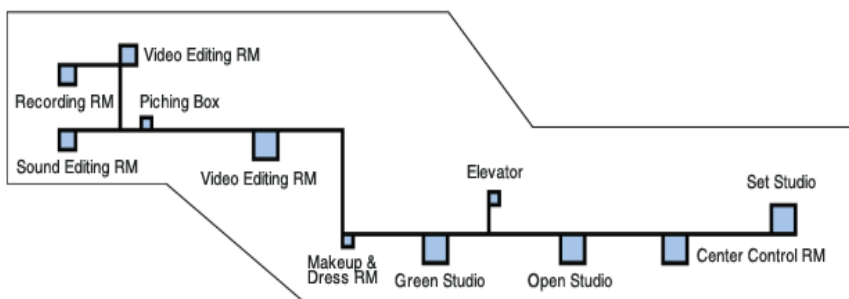 Video Editing RM
Recording RM
Piching Box
Sound Editing RM
Video Editing RM
Elevator
Set Studio
Makeup &
Dress RM
Green Studio
Open Studio
Center Control RM